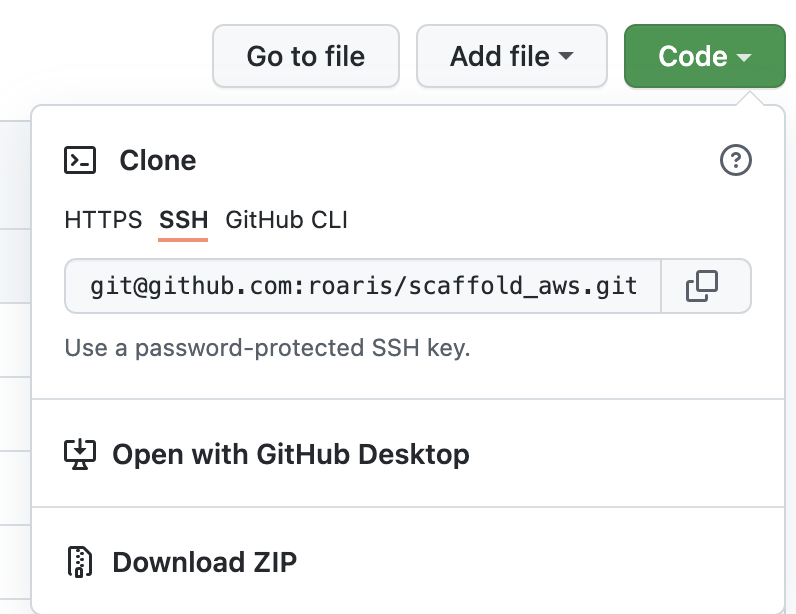 Go to file Add file Code
Clone
HTTPS SSH GitHub CLI
git@github.com:roaris/scaffold_aws.git
Use a password-protected SSH key.
Open with GitHub Desktop
Download ZIP